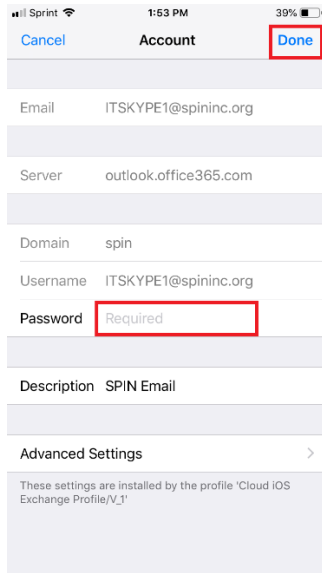 Sprint 1:53 PM 39%
Cancel Account Done
Email ITSKYPE1@spininc.org
Server outlook.office365.com
Domain spin
Username ITSKYPE1@spininc.org
Password Required
Description SPIN Email
Advanced Settings
These settings are installed by the profile 'Cloud iOS
Exchange Profile/V_1'